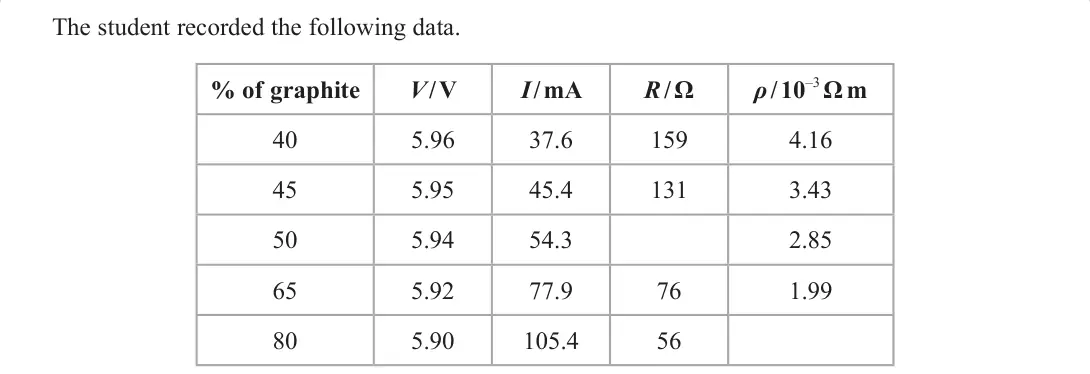 The student recorded the following data.
% of graphite V/V I/mA R/Ω ρ/10⁻³ Ω m
40 5.96 37.6 159 4.16
45 5.95 45.4 131 3.43
50 5.94 54.3 2.85
65 5.92 77.9 76 1.99
80 5.90 105.4 56